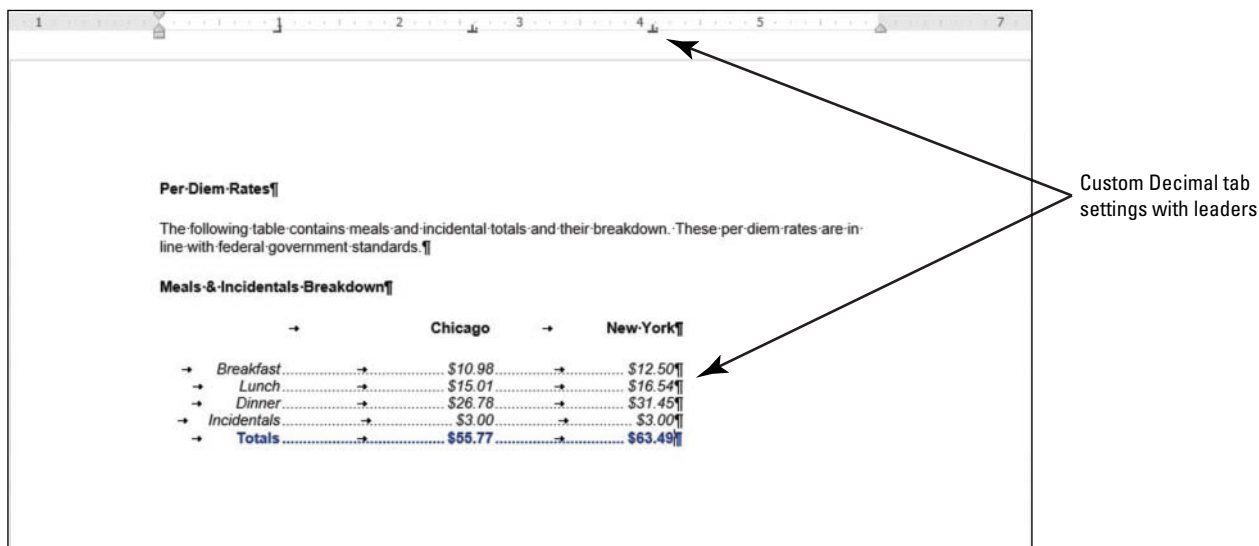 1 1 2 3 4 5 7
Per·Diem·Rates¶
The·following·table·contains·meals·and·incidental·totals·and·their·breakdown.·These·per·diem·rates·are·in·
line·with·federal·government·standards.¶
Meals·&·Incidentals·Breakdown¶
→ Chicago → New·York¶
→ Breakfast...............→............... $10.98...............→............... $12.50¶
→ Lunch...............→............... $15.01...............→............... $16.54¶
→ Dinner...............→............... $26.78...............→............... $31.45¶
→ Incidentals...............→............... $3.00...............→............... $3.00¶
→ Totals...............→............... $55.77...............→............... $63.49¶
Custom Decimal tab
settings with leaders